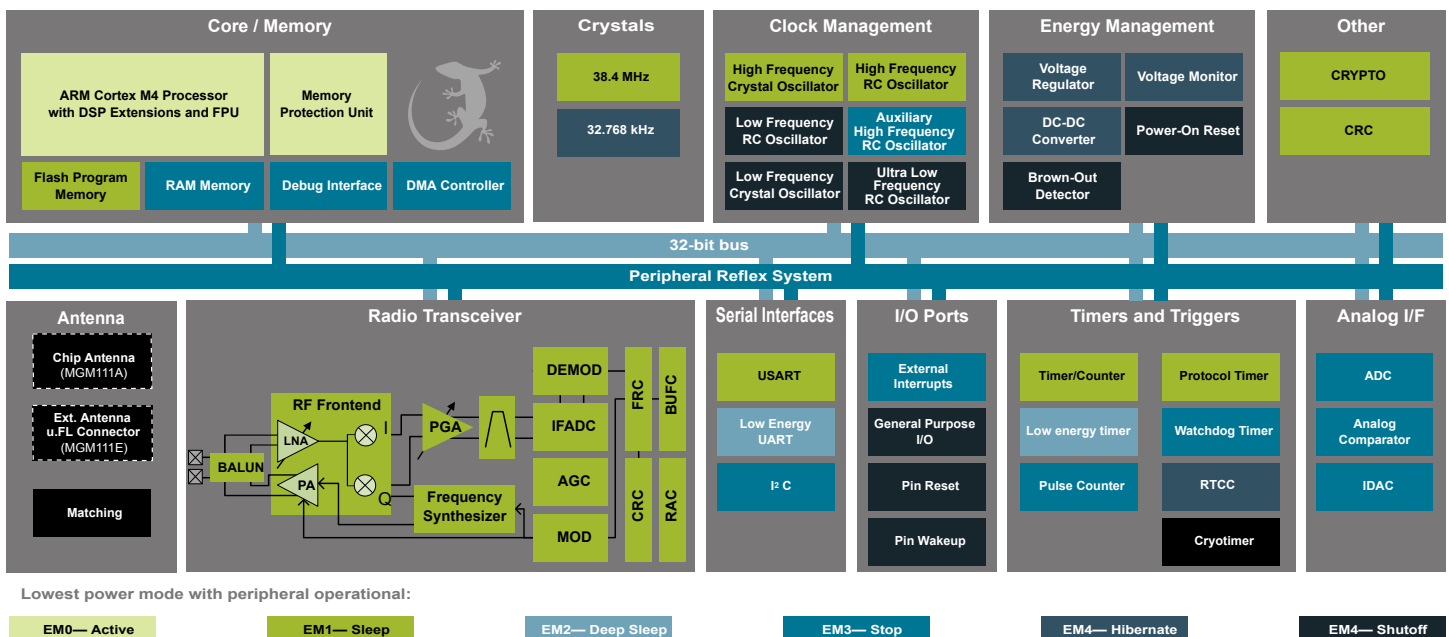 Core / Memory
ARM Cortex M4 Processor
with DSP Extensions and FPU
Memory
Protection Unit
Flash Program
Memory
RAM Memory
Debug Interface
DMA Controller
Crystals
38.4 MHz
32.768 kHz
Clock Management
High Frequency
Crystal Oscillator
High Frequency
RC Oscillator
Low Frequency
RC Oscillator
Auxiliary
High Frequency
RC Oscillator
Low Frequency
Crystal Oscillator
Ultra Low
Frequency
RC Oscillator
Energy Management
Voltage
Regulator
Voltage Monitor
DC-DC
Converter
Power-On Reset
Brown-Out
Detector
Other
CRYPTO
CRC
32-bit bus
Peripheral Reflex System
Antenna
Chip Antenna
(MGM111A)
Ext. Antenna
u.FL Connector
(MGM111E)
Matching
Radio Transceiver
RF Frontend
LNA
I
BALUN
PA
Q
PGA
Frequency
Synthesizer
DEMOD
IFADC
AGC
MOD
FRC
BUFC
CRC
RAC
Serial Interfaces
USART
Low Energy
UART
I² C
I/O Ports
External
Interrupts
General Purpose
I/O
Pin Reset
Pin Wakeup
Timers and Triggers
Timer/Counter
Protocol Timer
Low energy timer
Watchdog Timer
Pulse Counter
RTCC
Cryotimer
Analog I/F
ADC
Analog
Comparator
IDAC
Lowest power mode with peripheral operational:
EM0— Active
EM1— Sleep
EM2— Deep Sleep
EM3— Stop
EM4— Hibernate
EM4— Shutoff